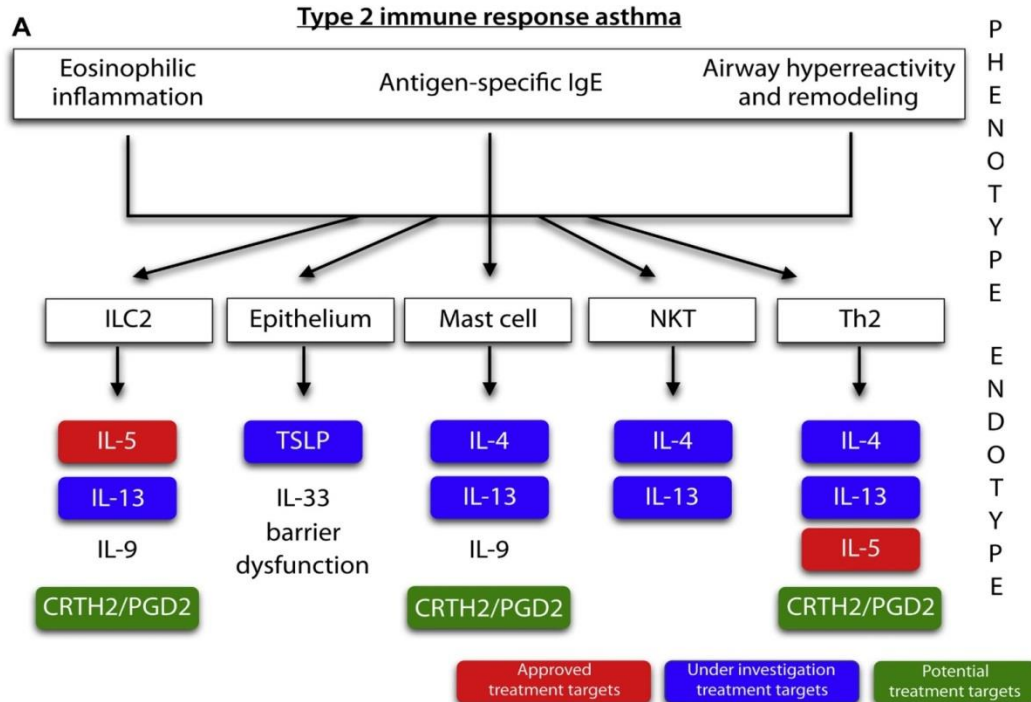 A
Type 2 immune response asthma
Eosinophilic
inflammation
Antigen-specific IgE
Airway hyperreactivity
and remodeling
PHENOTYPE
ILC2
Epithelium
Mast cell
NKT
Th2
ENDOTYPE
IL-5
TSLP
IL-4
IL-4
IL-4
IL-13
IL-33
IL-13
IL-13
IL-13
IL-9
barrier
dysfunction
IL-9
IL-5
CRTH2/PGD2
CRTH2/PGD2
CRTH2/PGD2
Approved
treatment targets
Under investigation
treatment targets
Potential
treatment targets